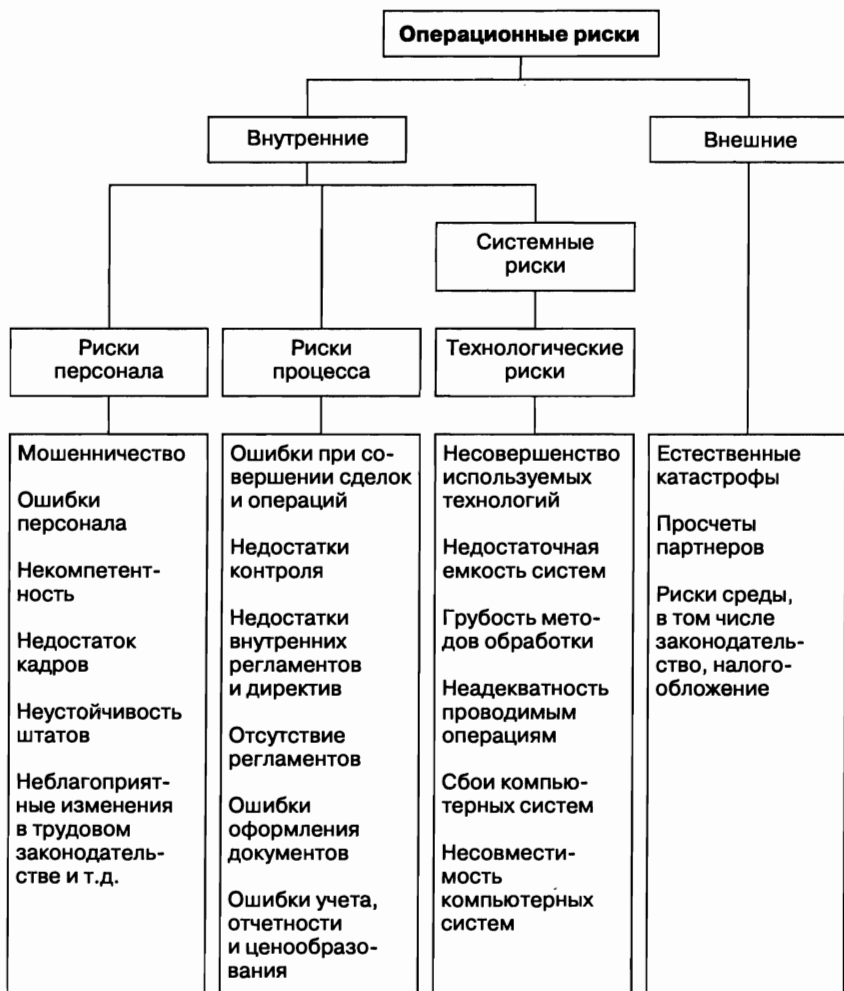 Операционные риски
Внутренние
Внешние
Системные
риски
Риски
персонала
Риски
процесса
Технологические
риски
Мошенничество
Ошибки
персонала
Некомпетент-
ность
Недостаток
кадров
Неустойчивость
штатов
Неблагоприят-
ные изменения
в трудовом
законодатель-
стве и т.д.
Ошибки при со-
вершении сделок
и операций
Недостатки
контроля
Недостатки
внутренних
регламентов
и директив
Отсутствие
регламентов
Ошибки
оформления
документов
Ошибки учета,
отчетности
и ценообразо-
вания
Несовершенство
используемых
технологий
Недостаточная
емкость систем
Грубость мето-
дов обработки
Неадекватность
проводимым
операциям
Сбои компью-
терных систем
Несовмести-
мость
компьютерных
систем
Естественные
катастрофы
Просчеты
партнеров
Риски среды,
в том числе
законодатель-
ство, налого-
обложение